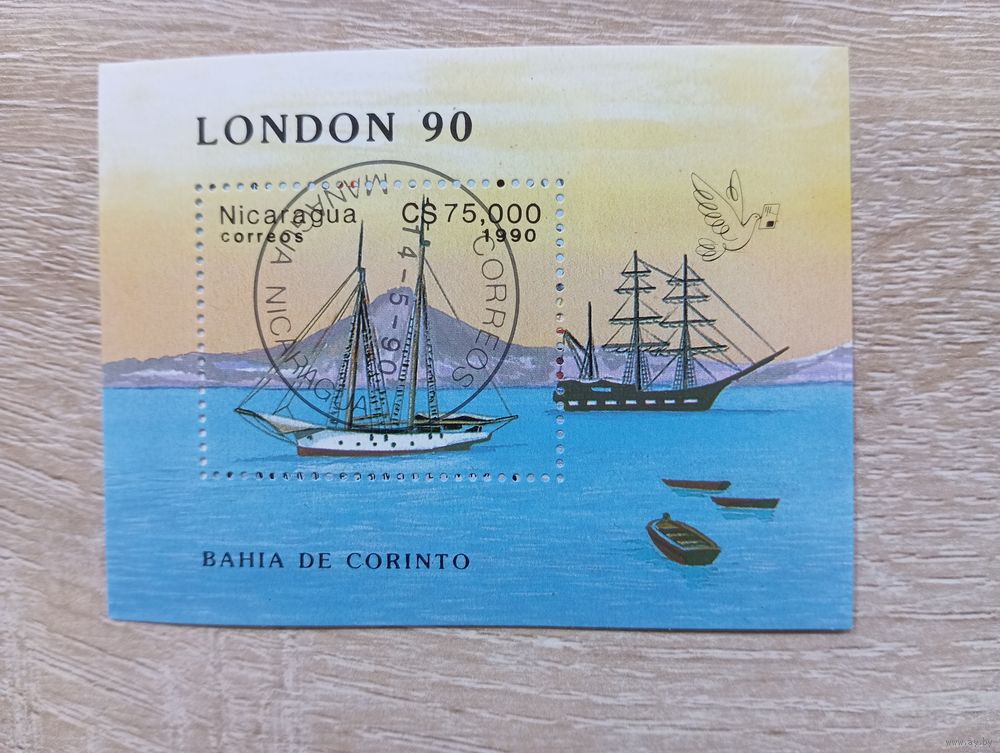 LONDON 90
Nicaragua C$ 75,000
correos 1990
MANAGUA NICARAGUA
CORREOS
14-5-90
BAHIA DE CORINTO
www.ay.by